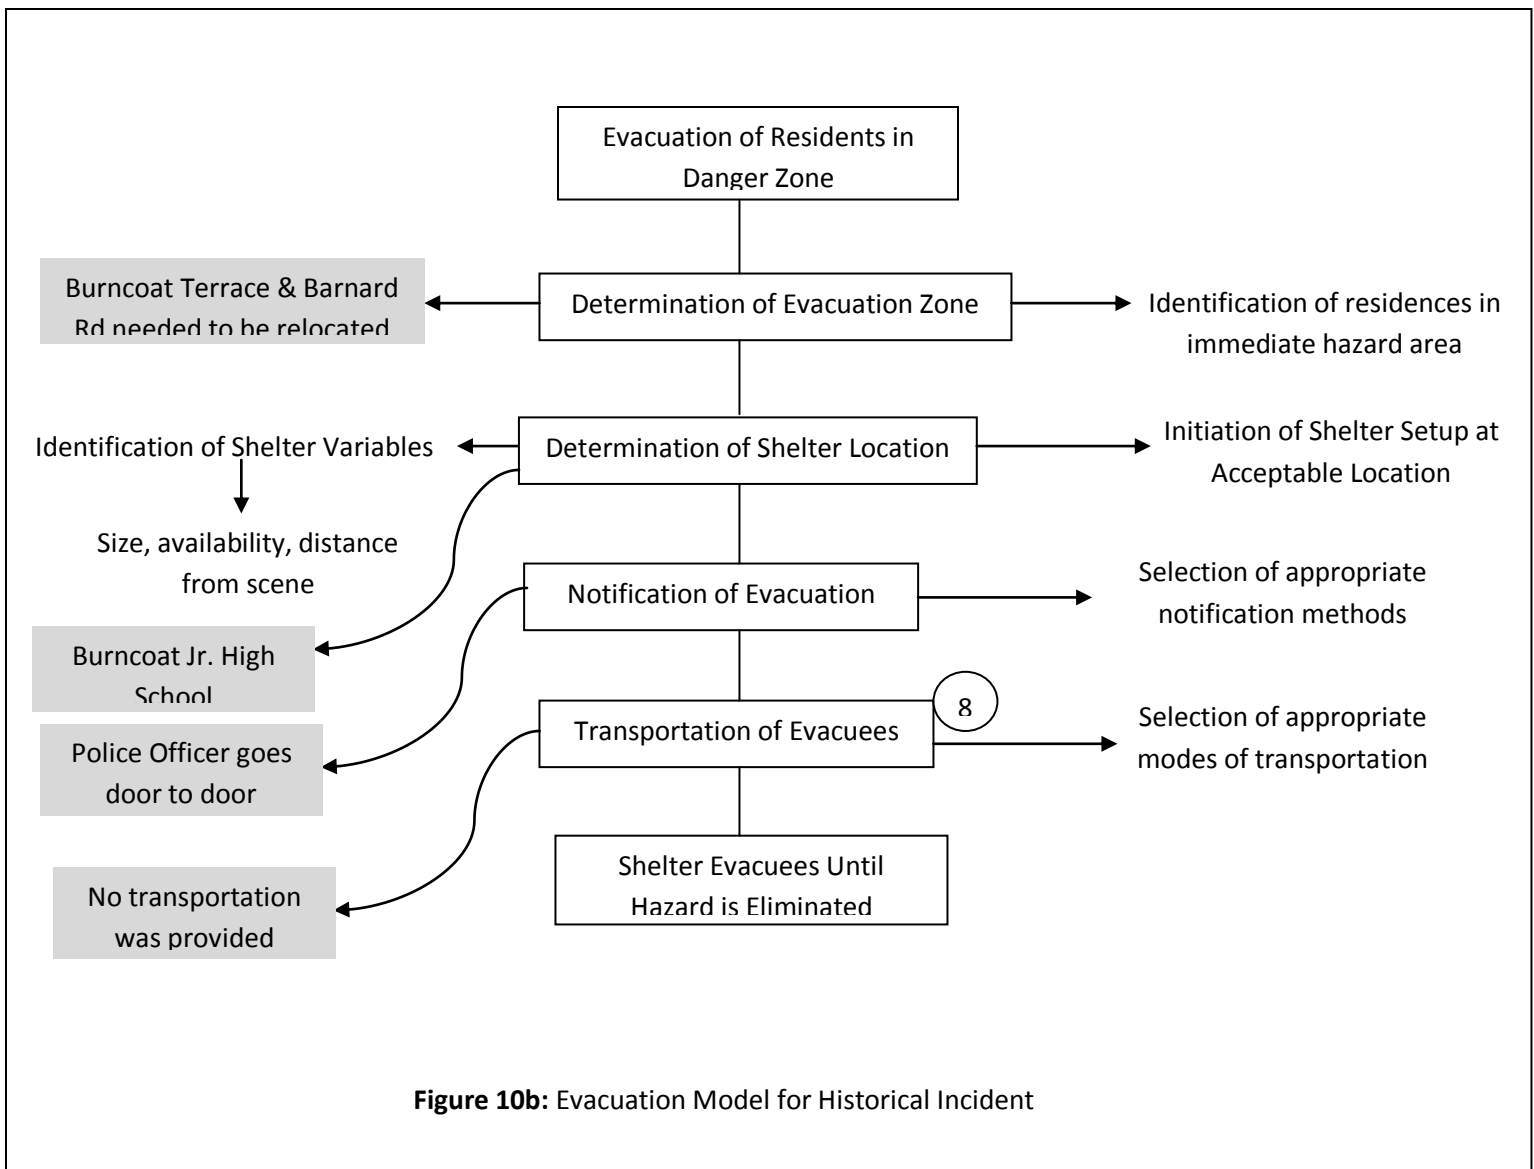 Evacuation of Residents in
Danger Zone
Burncoat Terrace & Barnard
Rd needed to be relocated
Determination of Evacuation Zone
Identification of residences in
immediate hazard area
Identification of Shelter Variables
Determination of Shelter Location
Initiation of Shelter Setup at
Acceptable Location
Size, availability, distance
from scene
Notification of Evacuation
Selection of appropriate
notification methods
Burncoat Jr. High
School
Police Officer goes
door to door
8
Transportation of Evacuees
Selection of appropriate
modes of transportation
No transportation
was provided
Shelter Evacuees Until
Hazard is Eliminated
Figure 10b: Evacuation Model for Historical Incident